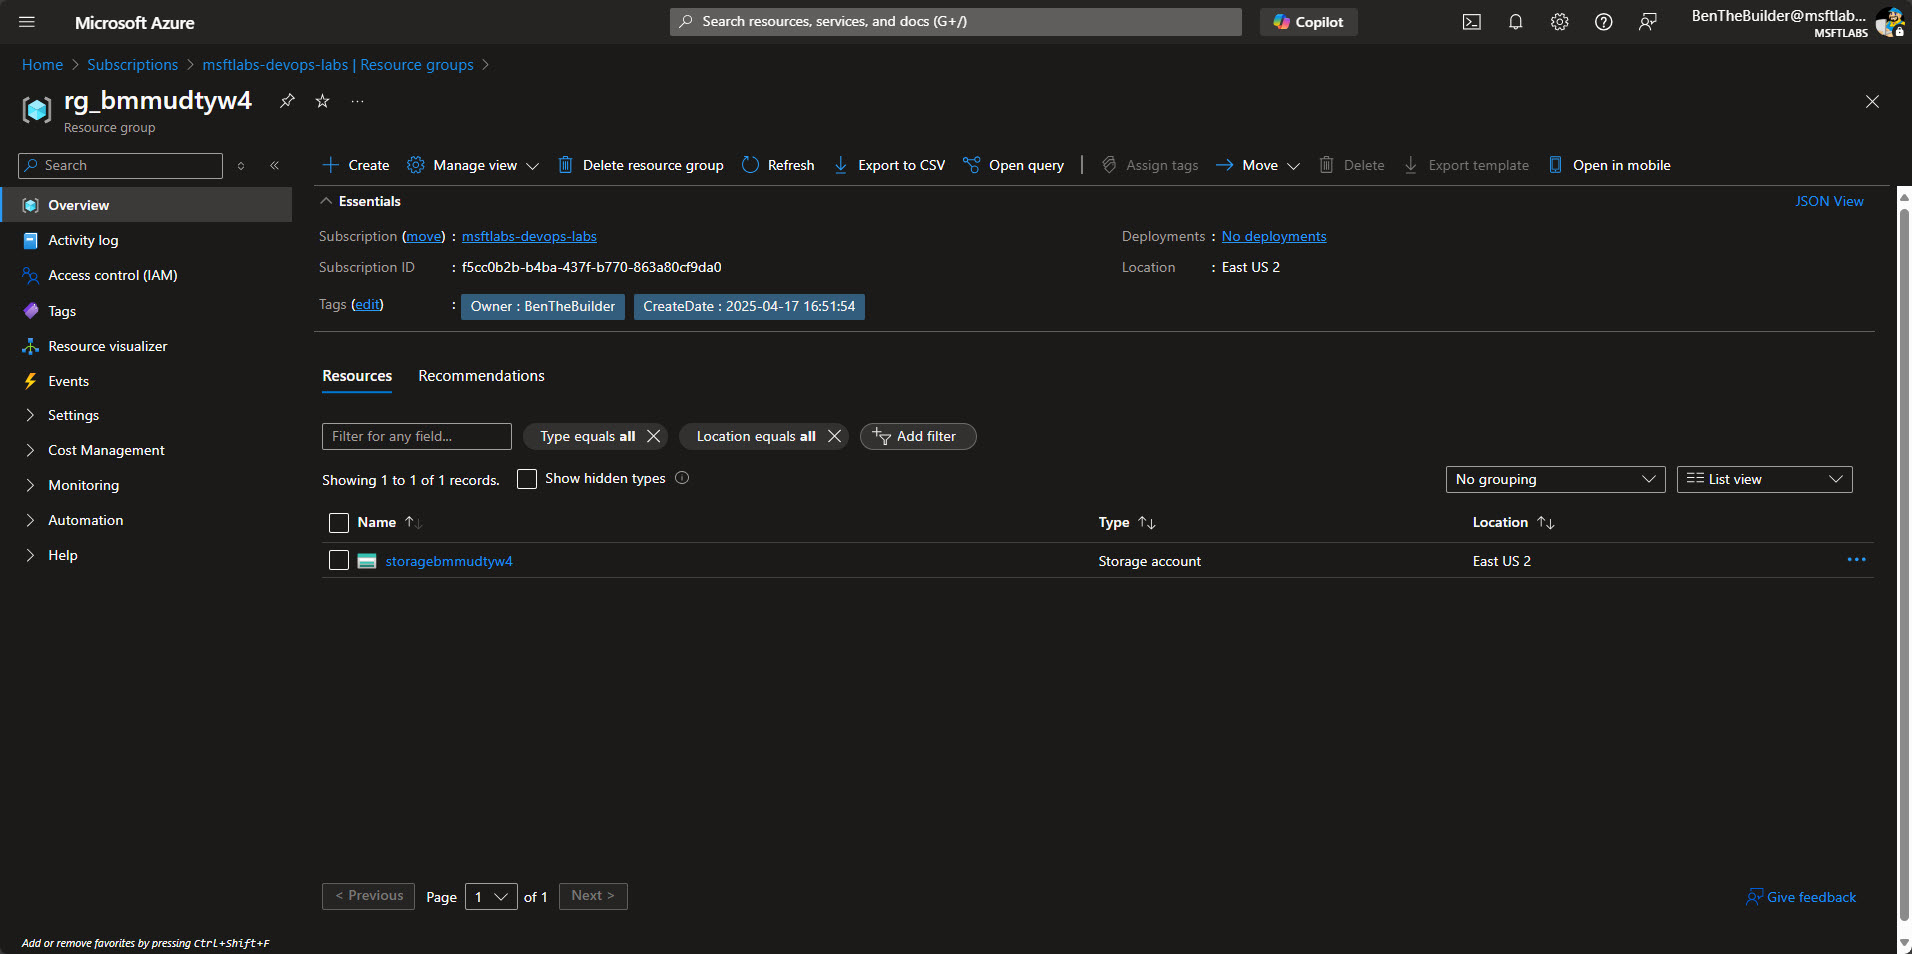 Microsoft Azure
Search resources, services, and docs (G+/)
Copilot
BenTheBuilder@msftlab...
MSFTLABS
Home > Subscriptions > msftlabs-devops-labs | Resource groups >
rg_bmmudtyw4
Resource group
Search
Create
Manage view
Delete resource group
Refresh
Export to CSV
Open query
Assign tags
Move
Delete
Export template
Open in mobile
Overview
Activity log
Access control (IAM)
Tags
Resource visualizer
Events
Settings
Cost Management
Monitoring
Automation
Help
Essentials
JSON View
Subscription (move) : msftlabs-devops-labs
Subscription ID : f5cc0b2b-b4ba-437f-b770-863a80cf9da0
Tags (edit) : Owner : BenTheBuilder CreateDate : 2025-04-17 16:51:54
Deployments : No deployments
Location : East US 2
Resources
Recommendations
Filter for any field...
Type equals all
Location equals all
Add filter
Showing 1 to 1 of 1 records.
Show hidden types
No grouping
List view
Name
Type
Location
storagebmmudtyw4
Storage account
East US 2
< Previous
Page 1 of 1
Next >
Give feedback
Add or remove favorites by pressing Ctrl+Shift+F